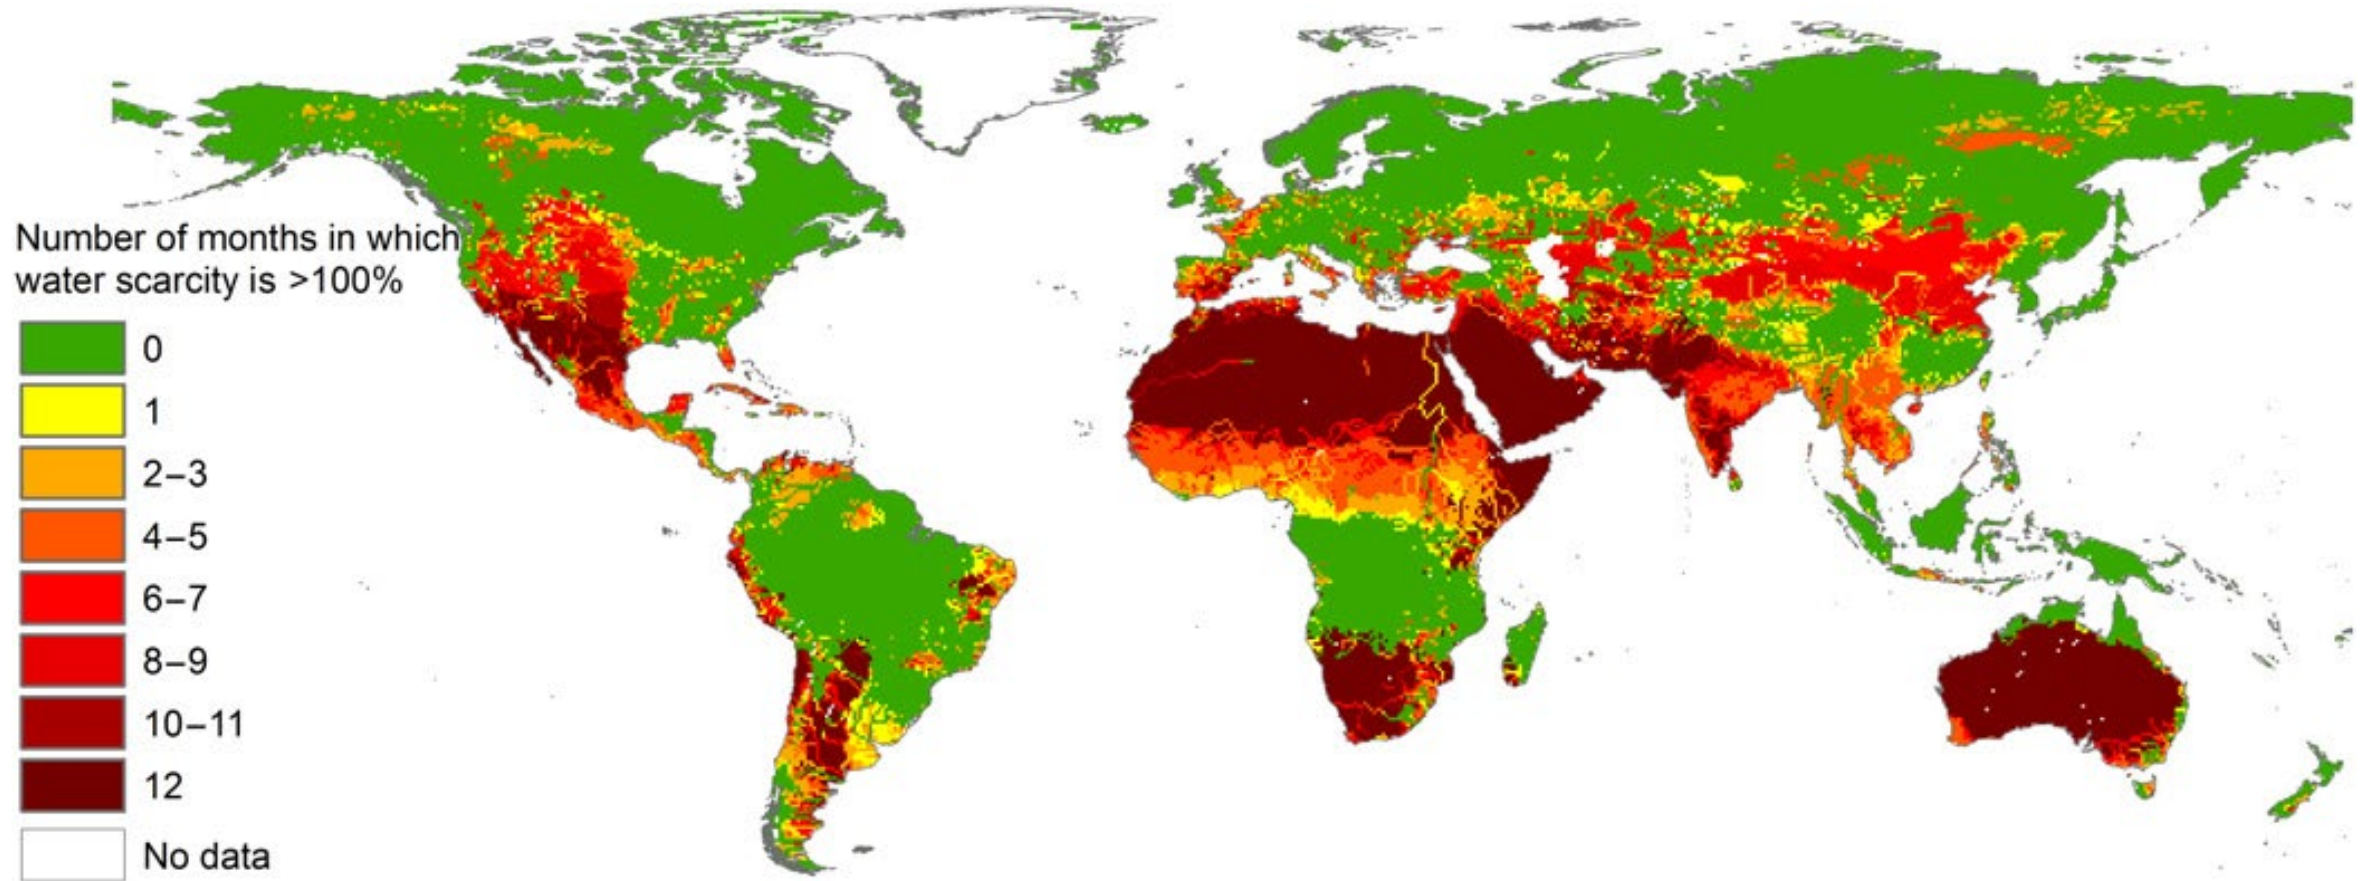 Number of months in which
water scarcity is >100%
0
1
2–3
4–5
6–7
8–9
10–11
12
No data